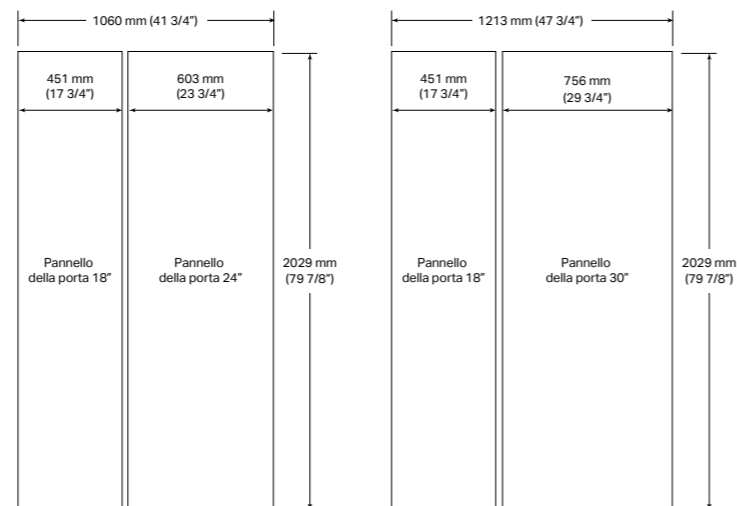 1060 mm (41 3/4")
1213 mm (47 3/4")
451 mm
(17 3/4")
603 mm
(23 3/4")
451 mm
(17 3/4")
756 mm
(29 3/4")
Pannello
della porta 18"
Pannello
della porta 24"
2029 mm
(79 7/8")
Pannello
della porta 18"
Pannello
della porta 30"
2029 mm
(79 7/8")